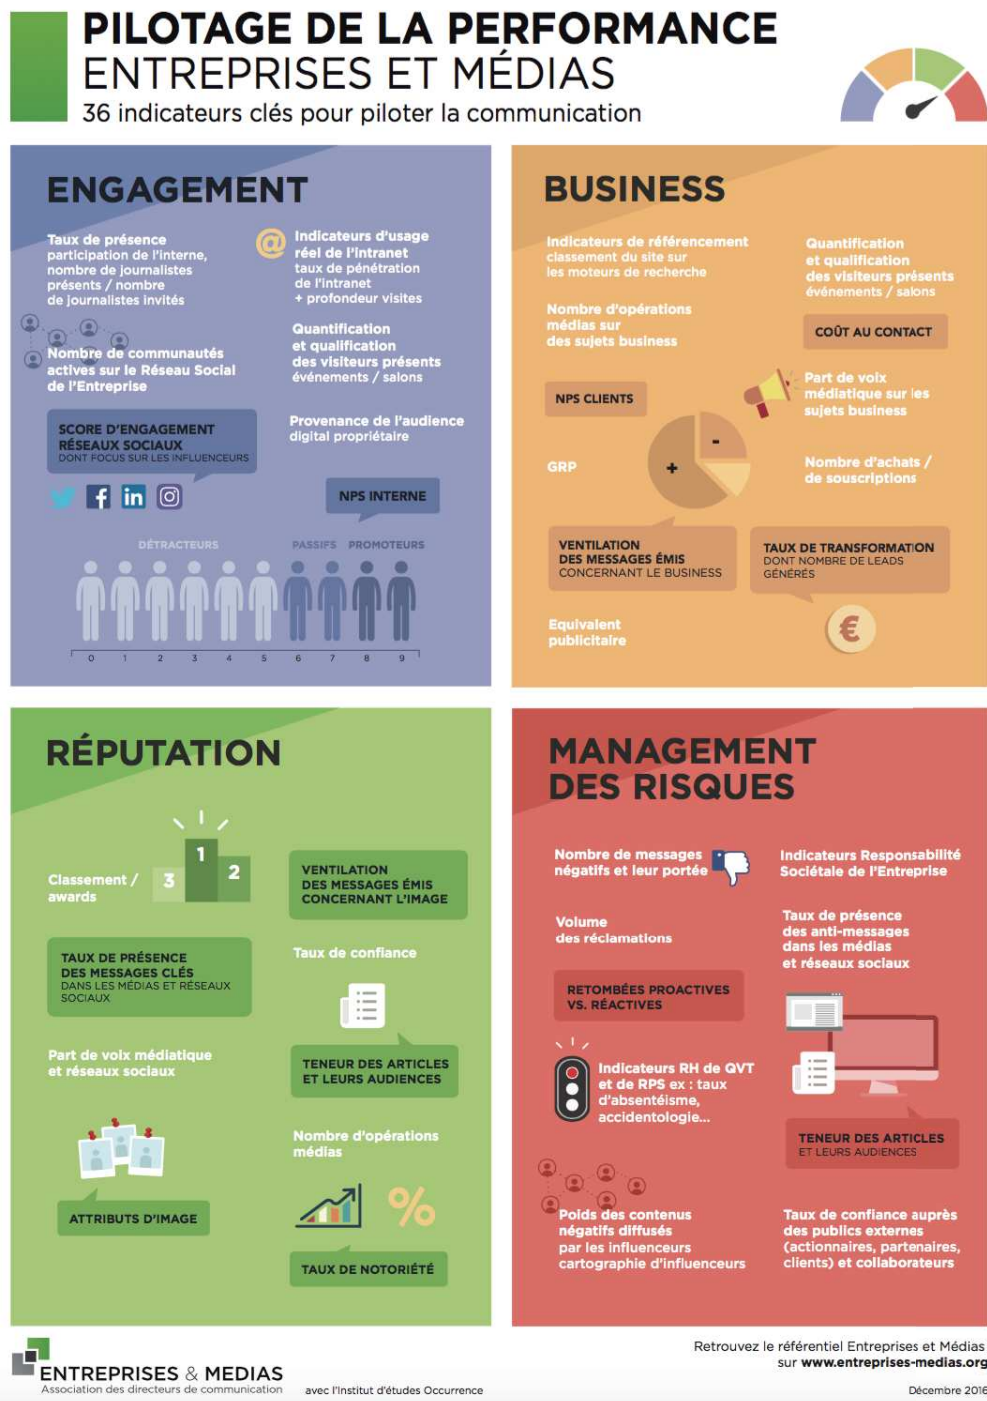 PILOTAGE DE LA PERFORMANCE
ENTREPRISES ET MÉDIAS
36 indicateurs clés pour piloter la communication
ENGAGEMENT
Taux de présence
participation de l'interne,
nombre de journalistes
présents / nombre
de journalistes invités
Nombre de communautés
actives sur le Réseau Social
de l'Entreprise
SCORE D'ENGAGEMENT
RÉSEAUX SOCIAUX
DONT FOCUS SUR LES INFLUENCEURS
@
Indicateurs d'usage
réel de l'intranet
taux de pénétration
de l'intranet
+ profondeur visites
Quantification
et qualification
des visiteurs présents
événements / salons
Provenance de l'audience
digital propriétaire
f in
NPS INTERNE
DÉTRACTEURS PASSIFS PROMOTEURS
0 1 2 3 4 5 6 7 8 9
BUSINESS
Indicateurs de référencement
classement du site sur
les moteurs de recherche
Nombre d'opérations
médias sur
des sujets business
NPS CLIENTS
GRP
+
-
VENTILATION
DES MESSAGES ÉMIS
CONCERNANT LE BUSINESS
Equivalent
publicitaire
Quantification
et qualification
des visiteurs présents
événements / salons
COÛT AU CONTACT
Part de voix
médiatique sur les
sujets business
Nombre d'achats /
de souscriptions
TAUX DE TRANSFORMATION
DONT NOMBRE DE LEADS
GÉNÉRÉS
€
RÉPUTATION
1
2
3
Classement /
awards
TAUX DE PRÉSENCE
DES MESSAGES CLÉS
DANS LES MÉDIAS ET RÉSEAUX
SOCIAUX
Part de voix médiatique
et réseaux sociaux
ATTRIBUTS D'IMAGE
VENTILATION
DES MESSAGES ÉMIS
CONCERNANT L'IMAGE
Taux de confiance
TENEUR DES ARTICLES
ET LEURS AUDIENCES
Nombre d'opérations
médias
%
TAUX DE NOTORIÉTÉ
MANAGEMENT
DES RISQUES
Nombre de messages
négatifs et leur portée
Volume
des réclamations
RETOMBÉES PROACTIVES
VS. RÉACTIVES
Indicateurs RH de QVT
et de RPS ex : taux
d'absentéisme,
accidentologie...
Poids des contenus
négatifs diffusés
par les influenceurs
cartographie d'influenceurs
Indicateurs Responsabilité
Sociétale de l'Entreprise
Taux de présence
des anti-messages
dans les médias
et réseaux sociaux
TENEUR DES ARTICLES
ET LEURS AUDIENCES
Taux de confiance auprès
des publics externes
(actionnaires, partenaires,
clients) et collaborateurs
ENTREPRISES & MEDIAS
Association des directeurs de communication
avec l'Institut d'études Occurrence
Retrouvez le référentiel Entreprises et Médias
sur www.entreprises-medias.org
Décembre 2016